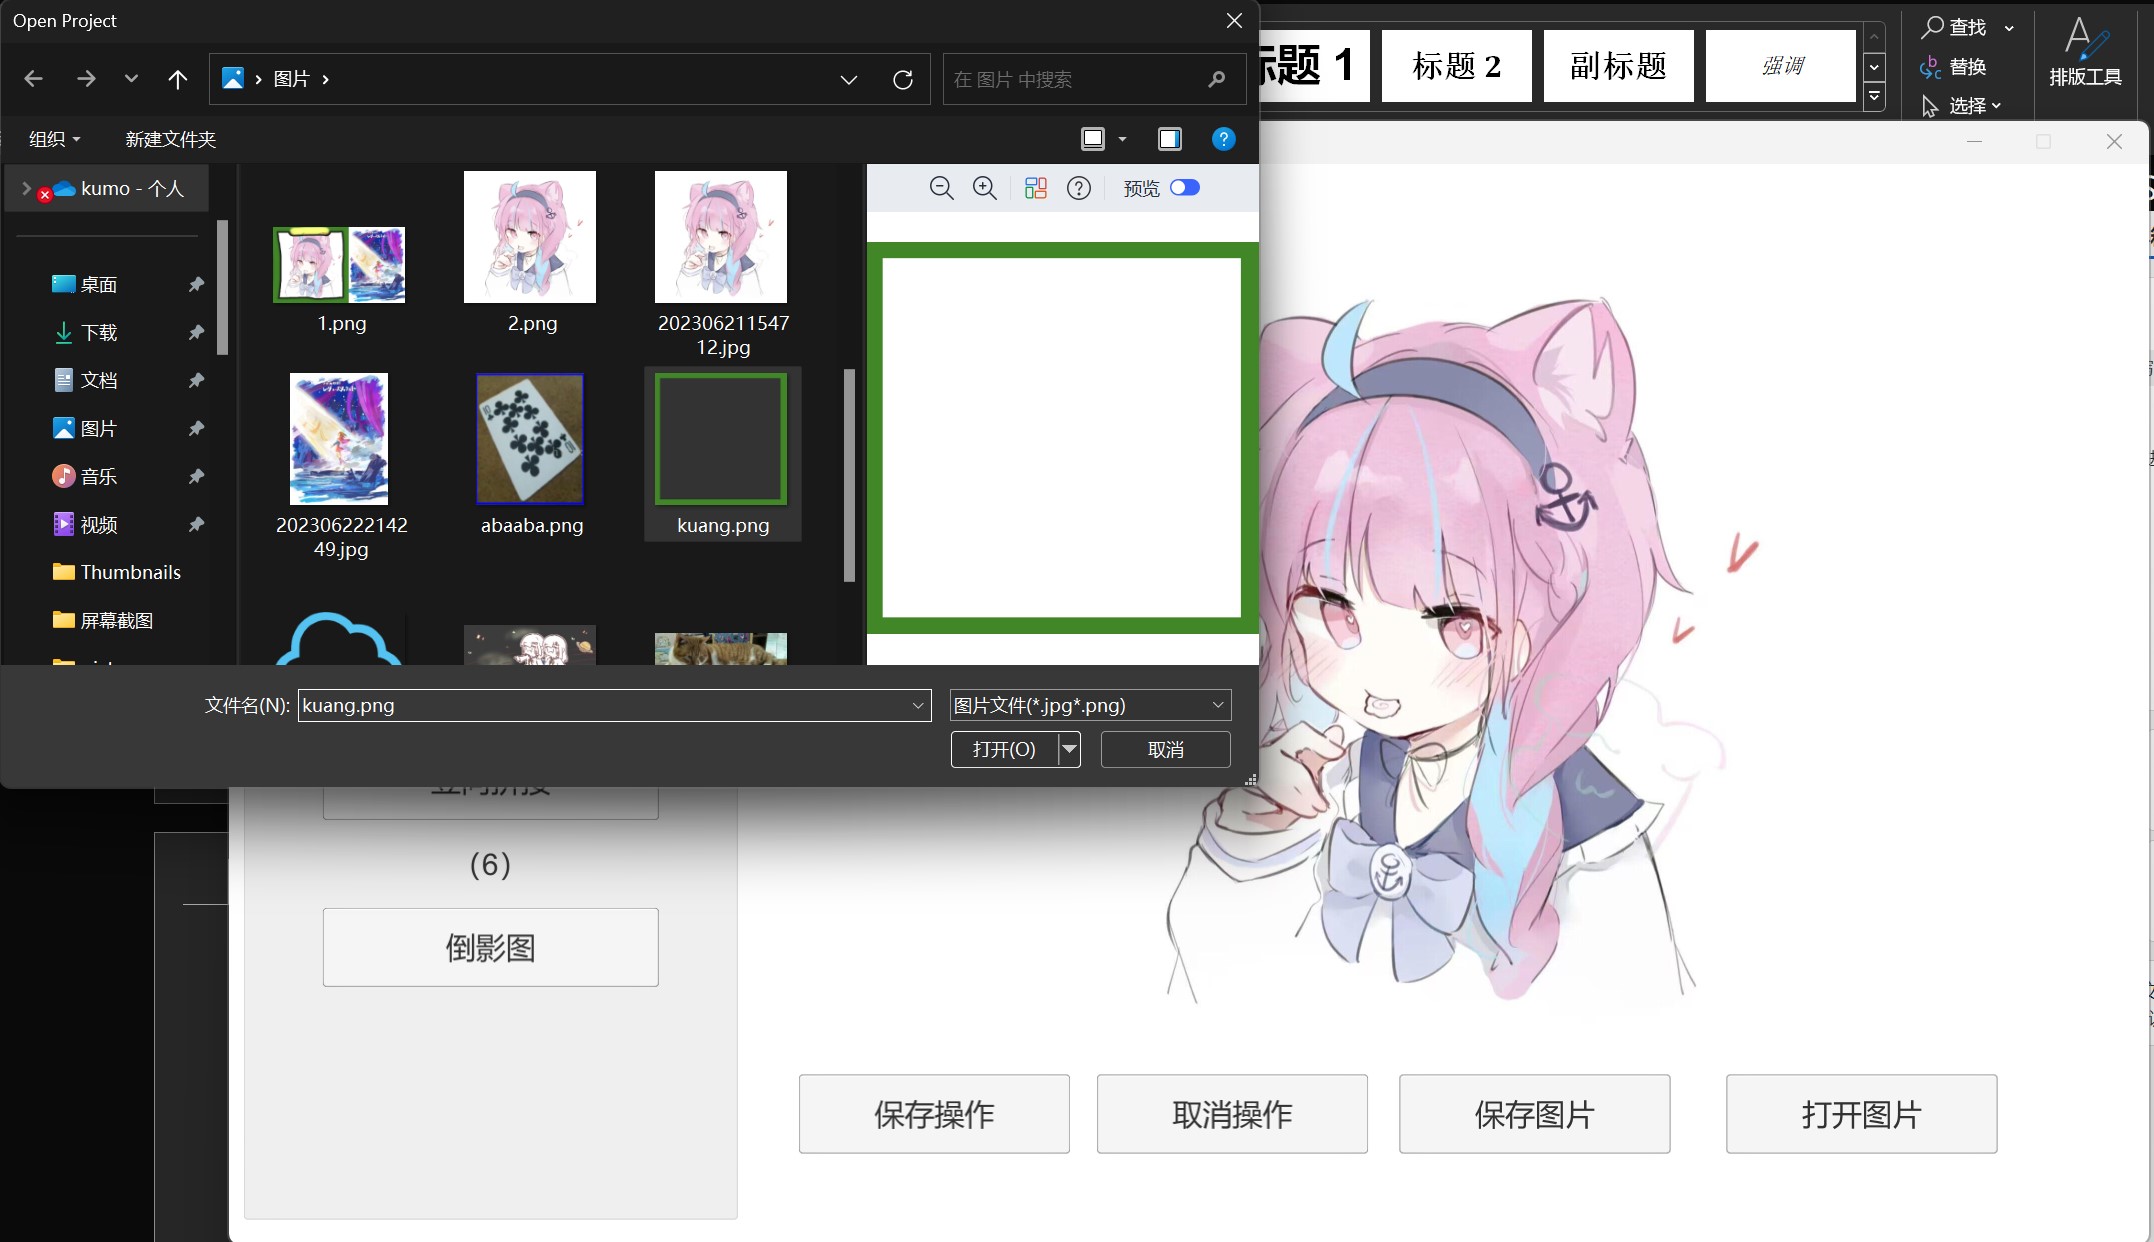 Open Project
图片
在 图片 中搜索
组织
新建文件夹
kumo - 个人
桌面
下载
文档
图片
音乐
视频
Thumbnails
屏幕截图
1.png
2.png
202306211547
12.jpg
202306222142
49.jpg
abaaba.png
kuang.png
预览
文件名(N):
kuang.png
图片文件(*.jpg*.png)
打开(O)
取消
标题 1
标题 2
副标题
强调
查找
替换
选择
排版工具
(6)
倒影图
保存操作
取消操作
保存图片
打开图片